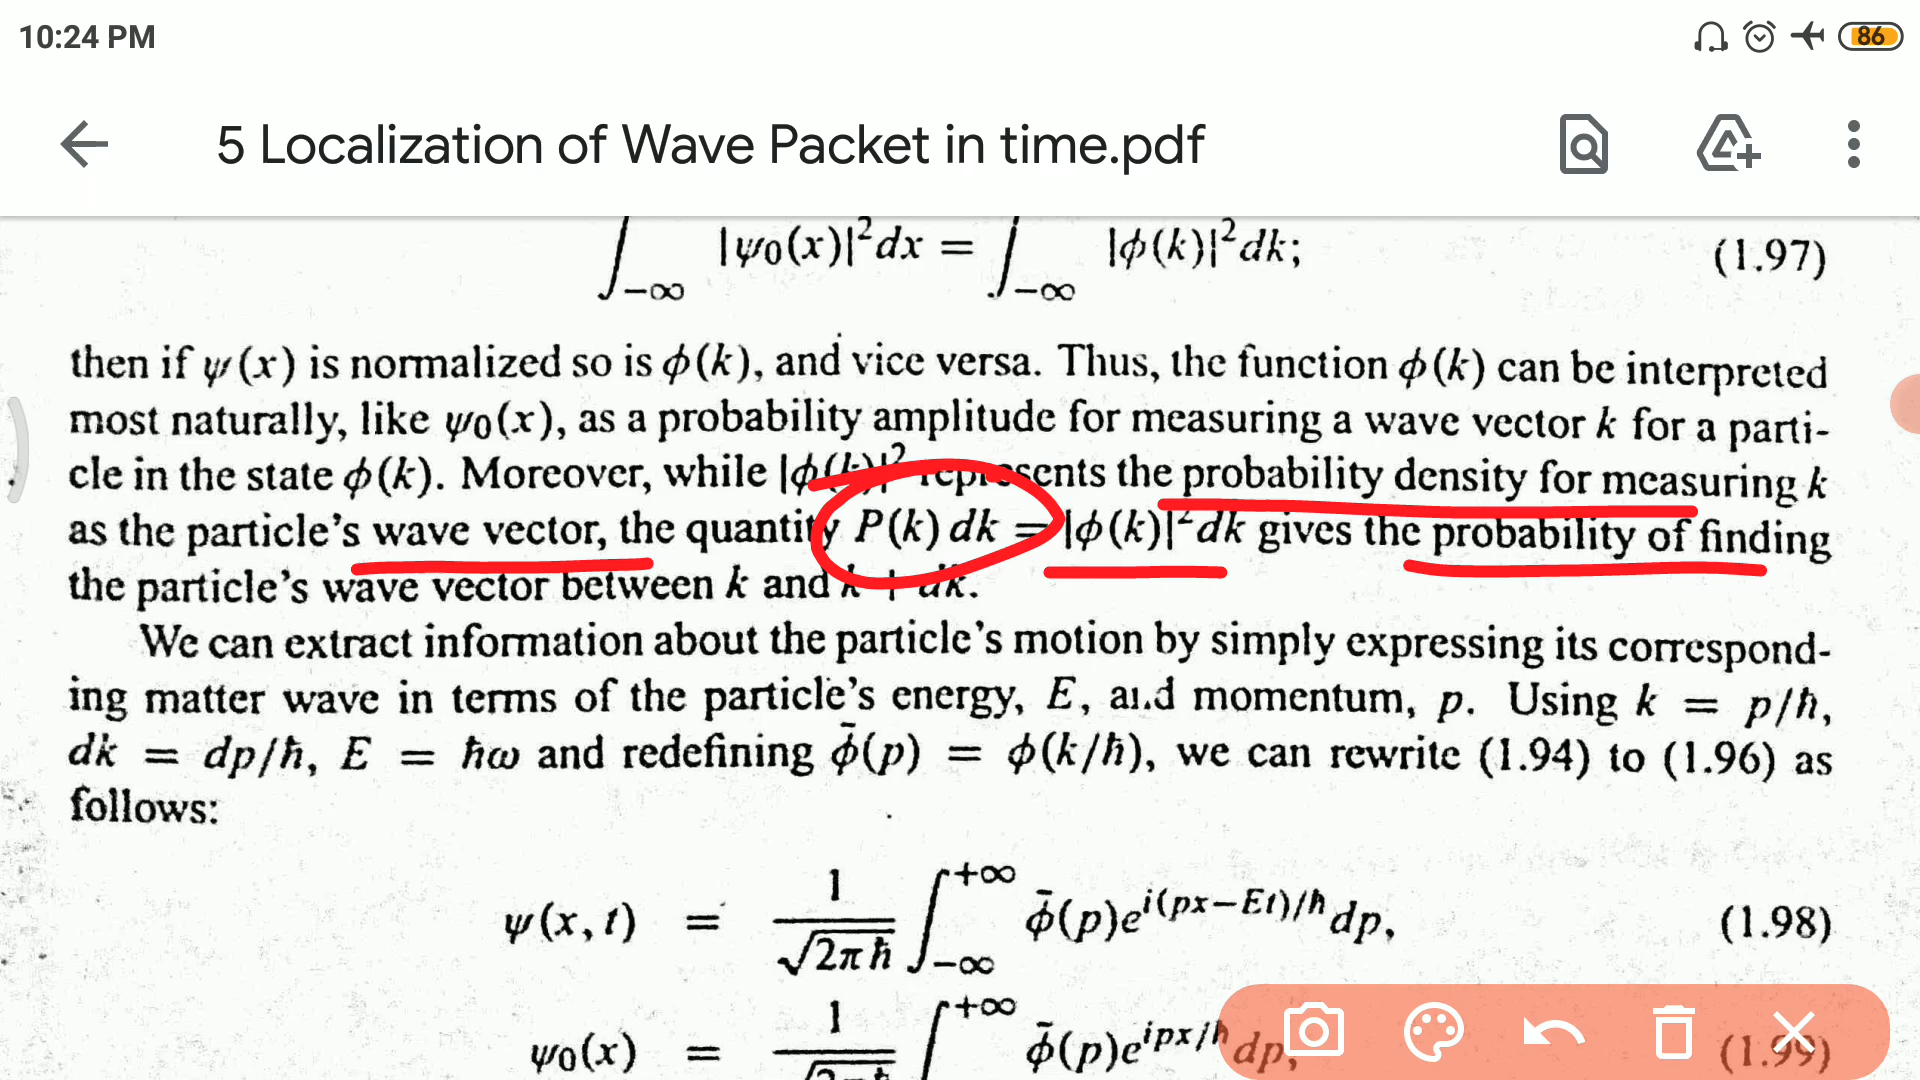 10:24 PM 86
5 Localization of Wave Packet in time.pdf
∫−∞ |ψ0(x)|²dx = ∫−∞ |ϕ(k)|²dk; (1.97)
then if ψ(x) is normalized so is ϕ(k), and vice versa. Thus, the function ϕ(k) can be interpreted
most naturally, like ψ0(x), as a probability amplitude for measuring a wave vector k for a parti-
cle in the state ϕ(k). Moreover, while |ϕ(k)|² represents the probability density for measuring k
as the particle's wave vector, the quantity P(k) dk = |ϕ(k)|²dk gives the probability of finding
the particle's wave vector between k and k + dk.
We can extract information about the particle's motion by simply expressing its correspond-
ing matter wave in terms of the particle's energy, E, and momentum, p. Using k = p/ħ,
dk = dp/ħ, E = ħω and redefining ϕ̄(p) = ϕ(k/ħ), we can rewrite (1.94) to (1.96) as
follows:
ψ(x, t) = 1/√2πħ ∫−∞+∞ ϕ̄(p)e^i(px−Et)/ħ dp, (1.98)
ψ0(x) = 1/√2πħ ∫+∞ ϕ̄(p)e^ipx/ħ dp, (1.99)